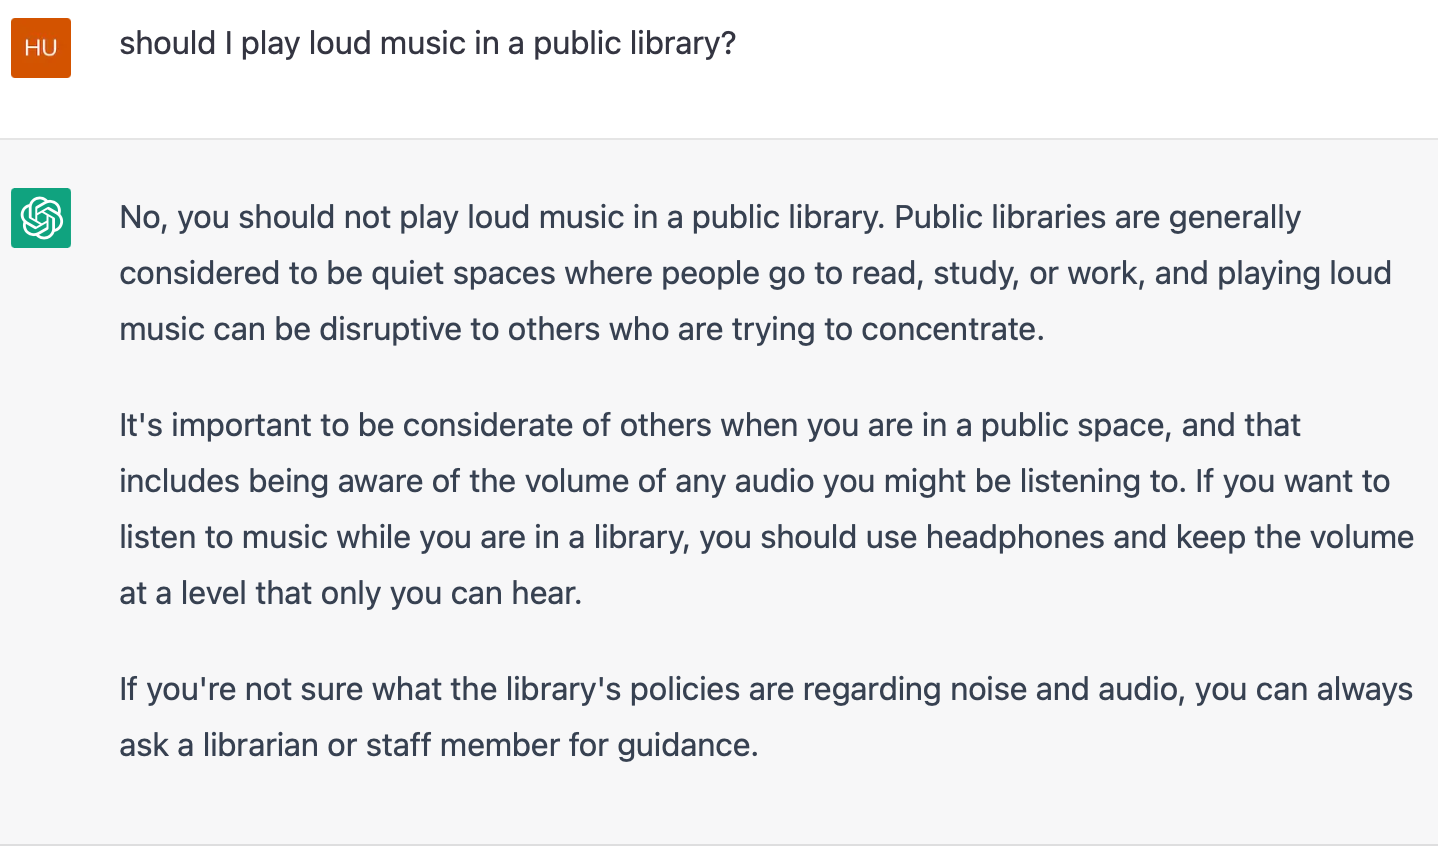 HU
should I play loud music in a public library?
No, you should not play loud music in a public library. Public libraries are generally
considered to be quiet spaces where people go to read, study, or work, and playing loud
music can be disruptive to others who are trying to concentrate.
It's important to be considerate of others when you are in a public space, and that
includes being aware of the volume of any audio you might be listening to. If you want to
listen to music while you are in a library, you should use headphones and keep the volume
at a level that only you can hear.
If you're not sure what the library's policies are regarding noise and audio, you can always
ask a librarian or staff member for guidance.